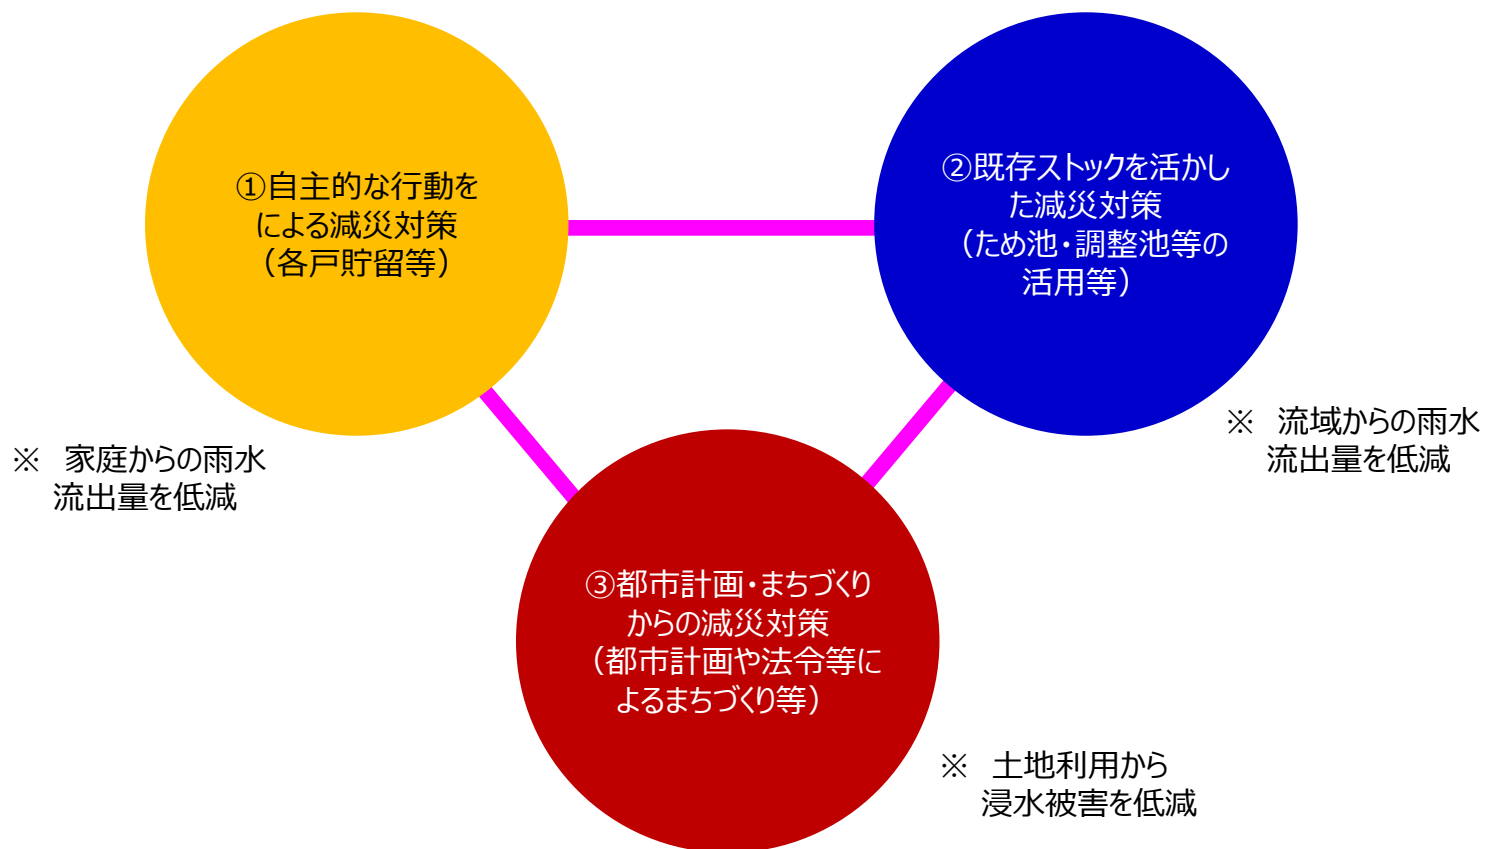 ①自主的な行動を
による減災対策
（各戸貯留等）
②既存ストックを活かし
た減災対策
（ため池・調整池等の
活用等）
※　家庭からの雨水
流出量を低減
※　流域からの雨水
流出量を低減
③都市計画・まちづくり
からの減災対策
（都市計画や法令等に
よるまちづくり等）
※　土地利用から
浸水被害を低減